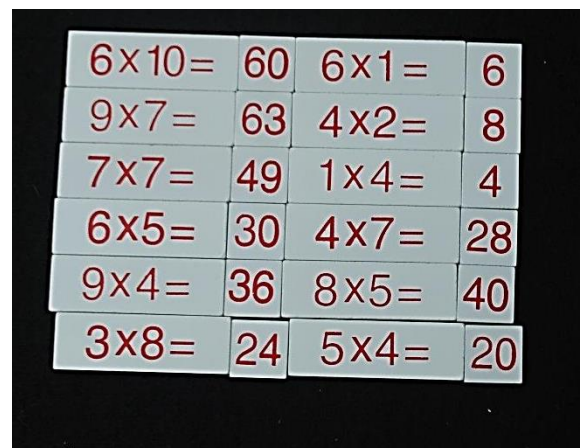 6x10= 60 6x1= 6
9x7= 63 4x2= 8
7x7= 49 1x4= 4
6x5= 30 4x7= 28
9x4= 36 8x5= 40
3x8= 24 5x4= 20